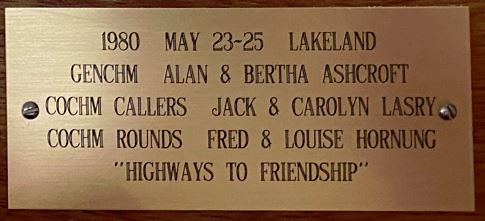 1980 MAY 23-25 LAKELAND
GENCHM ALAN & BERTHA ASHCROFT
COCHM CALLERS JACK & CAROLYN LASRY
COCHM ROUNDS FRED & LOUISE HORNUNG
"HIGHWAYS TO FRIENDSHIP"